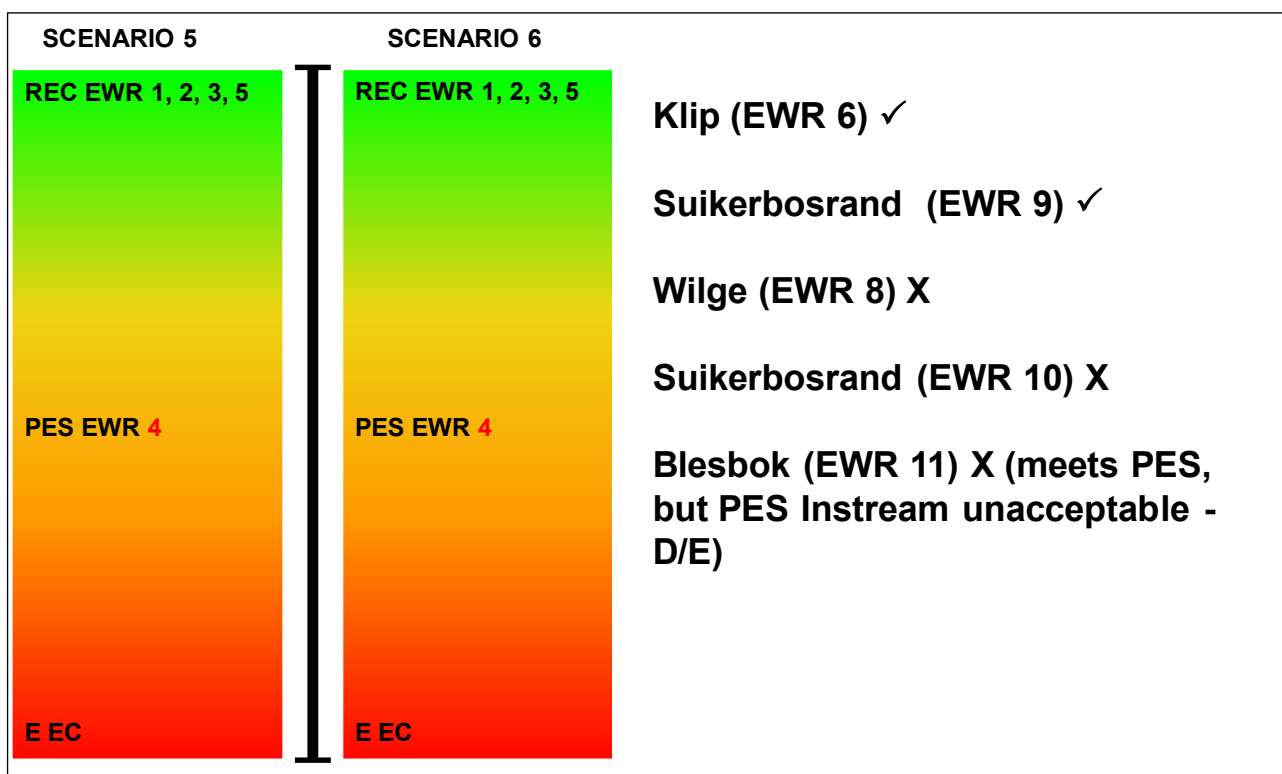 SCENARIO 5
SCENARIO 6
REC EWR 1, 2, 3, 5
REC EWR 1, 2, 3, 5
PES EWR 4
PES EWR 4
E EC
E EC
Klip (EWR 6) ✓
Suikerbosrand (EWR 9) ✓
Wilge (EWR 8) X
Suikerbosrand (EWR 10) X
Blesbok (EWR 11) X (meets PES,
but PES Instream unacceptable -
D/E)